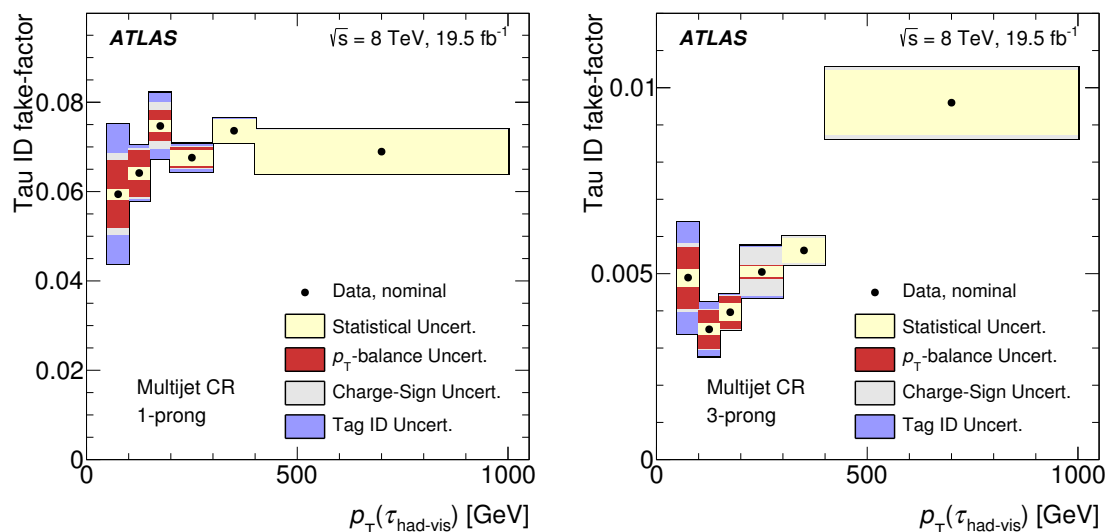 ATLAS
√s = 8 TeV, 19.5 fb⁻¹
Tau ID fake-factor
0.08
0.06
0.04
0.02
0
Data, nominal
Statistical Uncert.
p_T-balance Uncert.
Charge-Sign Uncert.
Tag ID Uncert.
Multijet CR
1-prong
0
500
1000
p_T(τ_had-vis) [GeV]
ATLAS
√s = 8 TeV, 19.5 fb⁻¹
Tau ID fake-factor
0.01
0.005
0
Data, nominal
Statistical Uncert.
p_T-balance Uncert.
Charge-Sign Uncert.
Tag ID Uncert.
Multijet CR
3-prong
0
500
1000
p_T(τ_had-vis) [GeV]